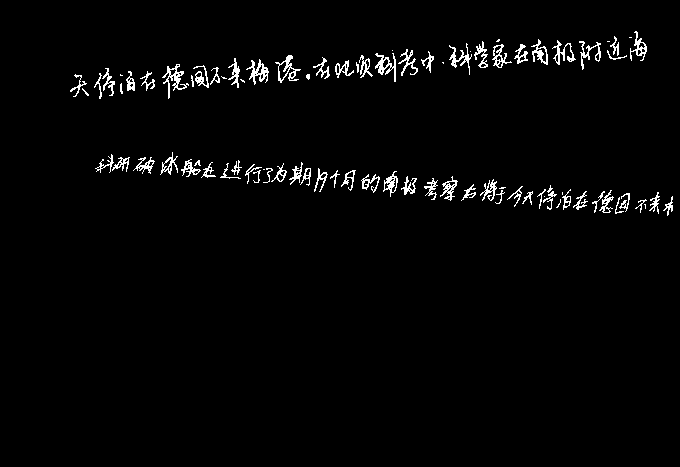 天停泊在德国不来梅港。在此项科考中,科学家在南极附近海
科研破冰船在进行了为期19个月的南极考察后将于今天停泊在德国不来